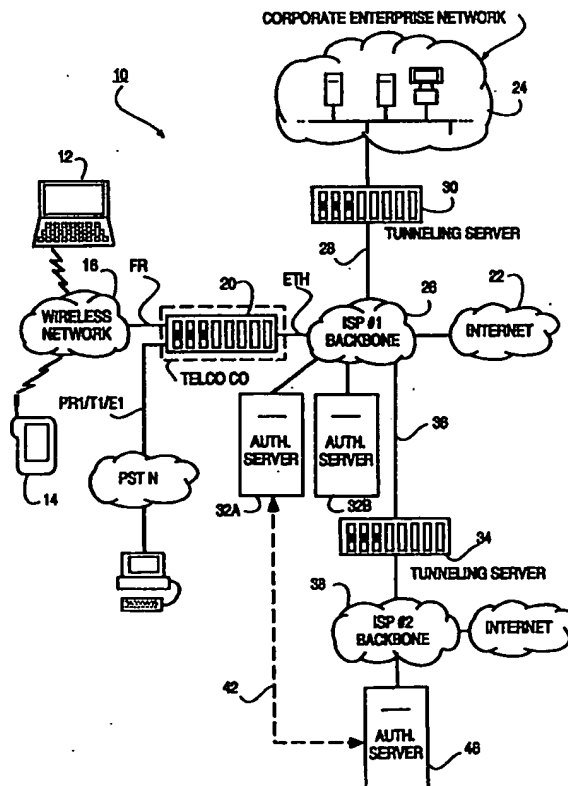 CORPORATE ENTERPRISE NETWORK
10
24
12
30
TUNNELING SERVER
16
28
FR
20
ETH
26
22
WIRELESS
NETWORK
ISP #1
BACKBONE
INTERNET
TELCO CO
PR1/T1/E1
36
AUTH.
SERVER
AUTH.
SERVER
14
PST N
32A
32B
34
TUNNELING SERVER
38
ISP #2
BACKBONE
INTERNET
42
AUTH.
SERVER
48